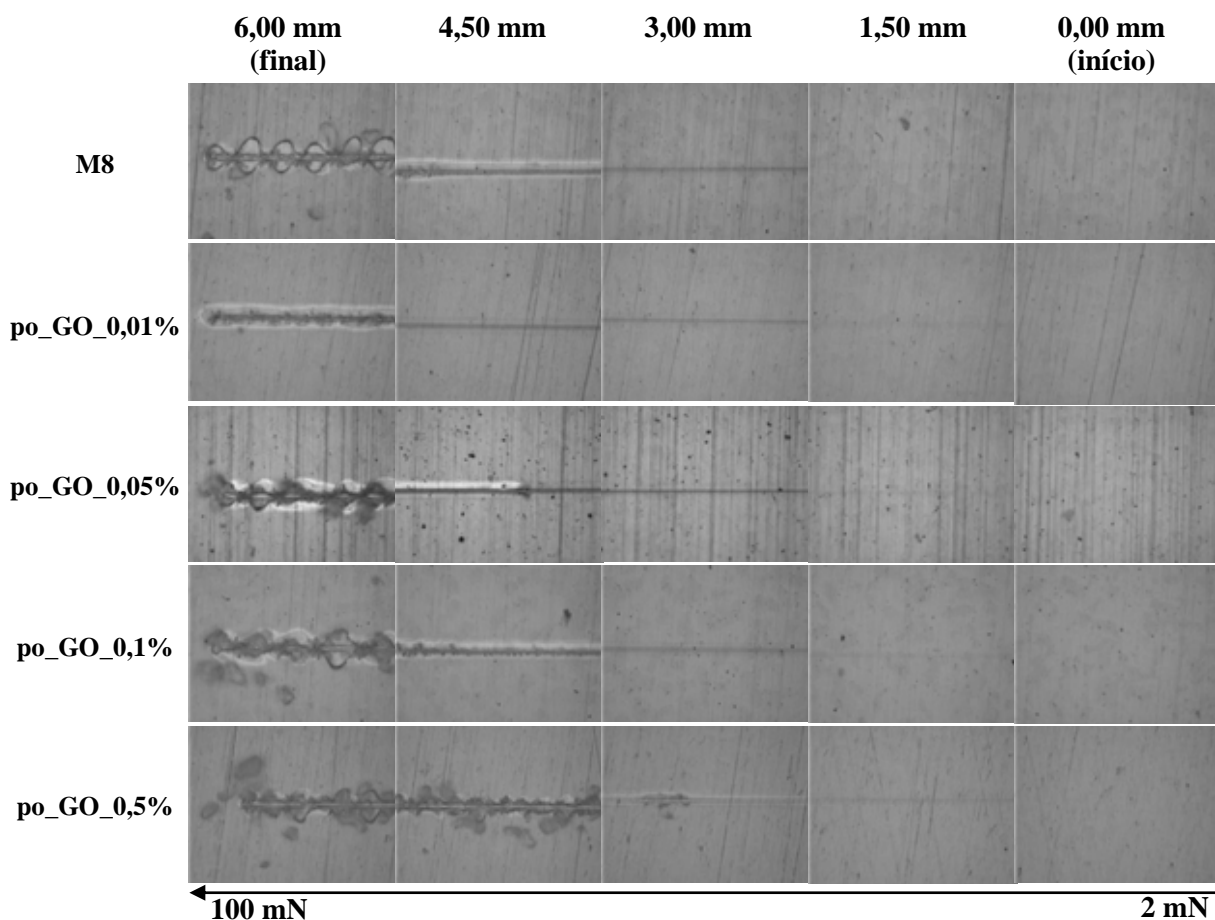 6,00 mm 4,50 mm 3,00 mm 1,50 mm 0,00 mm
(final) (início)
M8
po_GO_0,01%
po_GO_0,05%
po_GO_0,1%
po_GO_0,5%
100 mN 2 mN